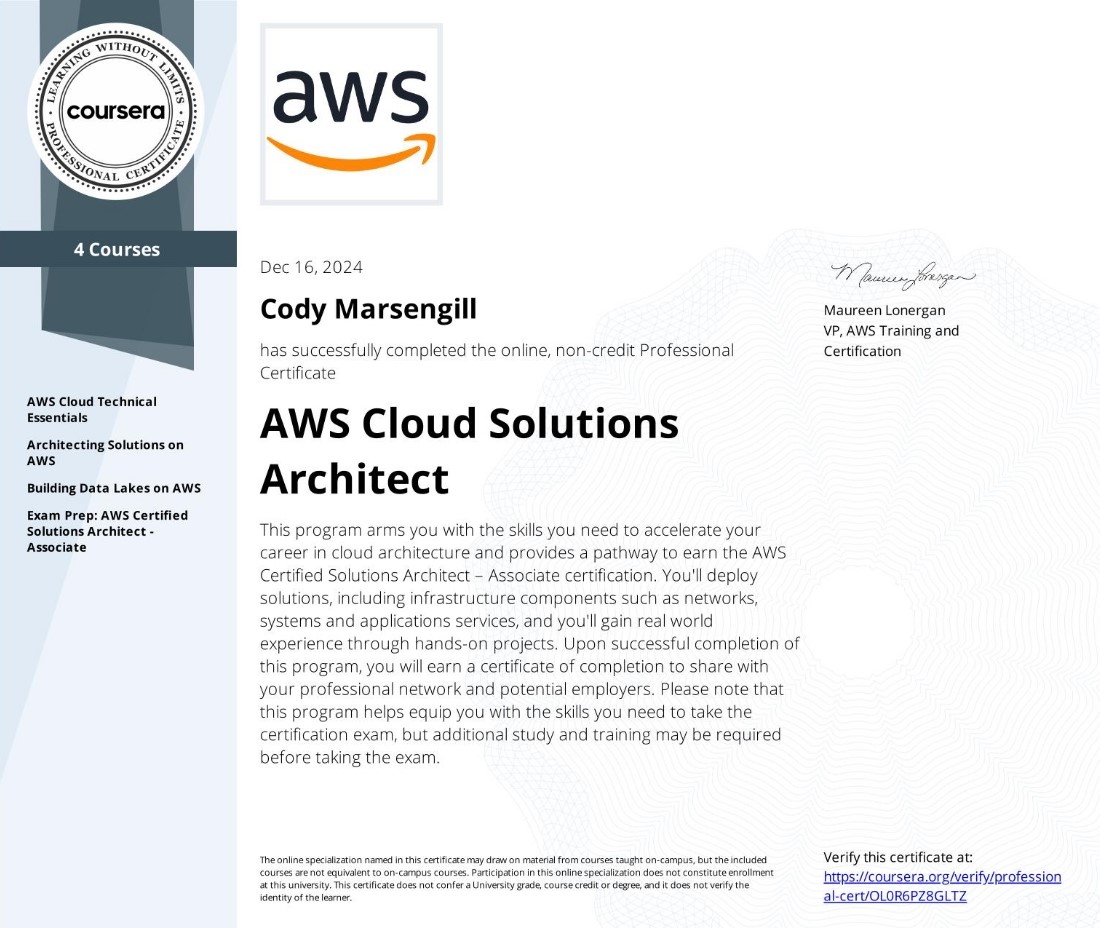 LEARNING WITHOUT LIMITS
coursera
PROFESSIONAL CERTIFICATE
4 Courses
AWS Cloud Technical
Essentials
Architecting Solutions on
AWS
Building Data Lakes on AWS
Exam Prep: AWS Certified
Solutions Architect -
Associate
aws
Dec 16, 2024
Cody Marsengill
has successfully completed the online, non-credit Professional
Certificate
AWS Cloud Solutions
Architect
This program arms you with the skills you need to accelerate your
career in cloud architecture and provides a pathway to earn the AWS
Certified Solutions Architect – Associate certification. You'll deploy
solutions, including infrastructure components such as networks,
systems and applications services, and you'll gain real world
experience through hands-on projects. Upon successful completion of
this program, you will earn a certificate of completion to share with
your professional network and potential employers. Please note that
this program helps equip you with the skills you need to take the
certification exam, but additional study and training may be required
before taking the exam.
The online specialization named in this certificate may draw on material from courses taught on-campus, but the included
courses are not equivalent to on-campus courses. Participation in this online specialization does not constitute enrollment
at this university. This certificate does not confer a University grade, course credit or degree, and it does not verify the
identity of the learner.
Maureen Lonergan
Maureen Lonergan
VP, AWS Training and
Certification
Verify this certificate at:
https://coursera.org/verify/profession
al-cert/OL0R6PZ8GLTZ